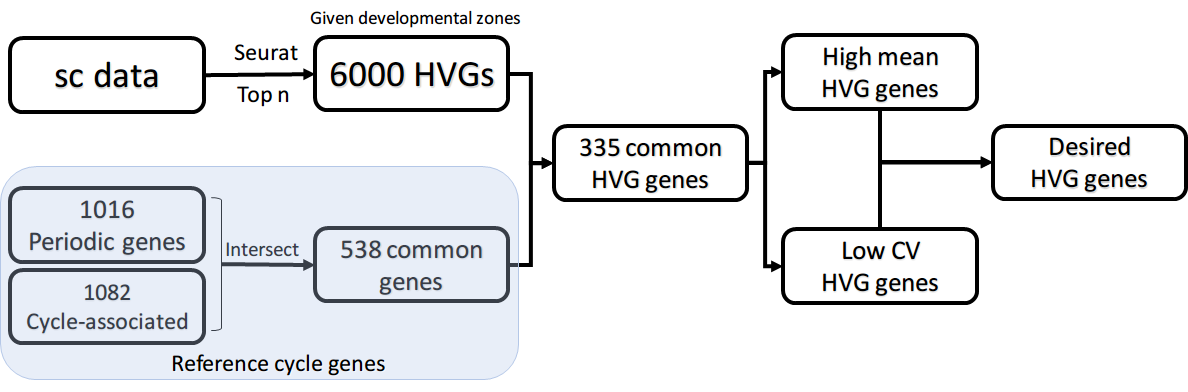 Given developmental zones
sc data
Seurat
Top n
6000 HVGs
High mean
HVG genes
335 common
HVG genes
Desired
HVG genes
1016
Periodic genes
Intersect
538 common
genes
1082
Cycle-associated
Low CV
HVG genes
Reference cycle genes